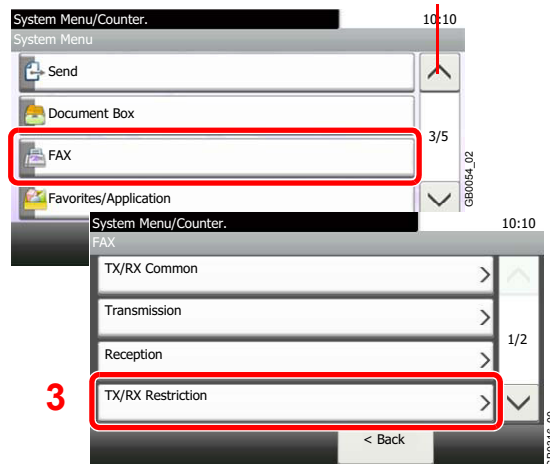 System Menu/Counter. 10:10
System Menu
Send
Document Box
3/5
FAX
GB0054_02
Favorites/Application
System Menu/Counter. 10:10
FAX
TX/RX Common
Transmission
1/2
Reception
3
TX/RX Restriction
< Back